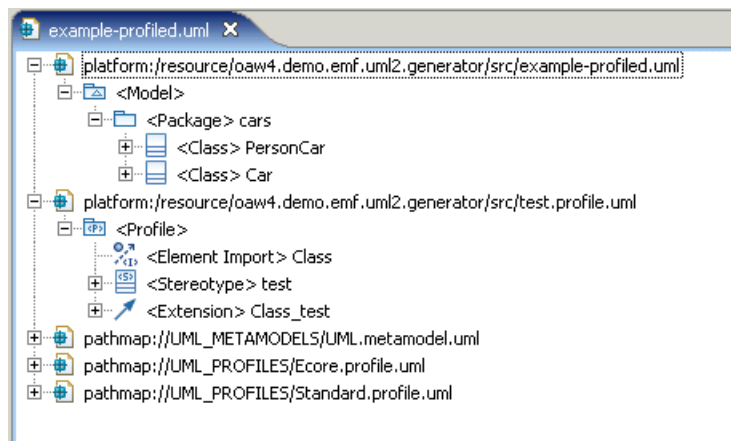 example-profiled.uml
platform:/resource/oaw4.demo.emf.uml2.generator/src/example-profiled.uml
<Model>
<Package> cars
<Class> PersonCar
<Class> Car
platform:/resource/oaw4.demo.emf.uml2.generator/src/test.profile.uml
<Profile>
<Element Import> Class
<Stereotype> test
<Extension> Class_test
pathmap://UML_METAMODELS/UML.metamodel.uml
pathmap://UML_PROFILES/Ecore.profile.uml
pathmap://UML_PROFILES/Standard.profile.uml